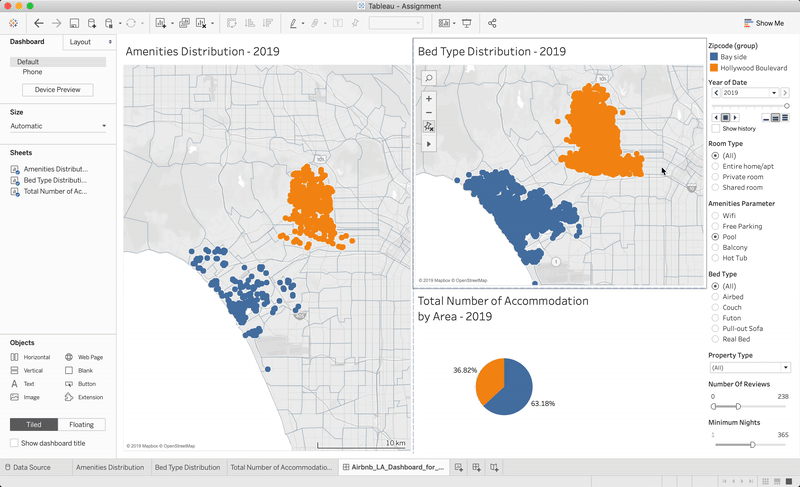 Tableau - Assignment
Show Me
Dashboard
Layout
Default
Phone
Device Preview
Size
Automatic
Sheets
Amenities Distribut...
Bed Type Distributi...
Total Number of Ac...
Objects
Horizontal
Web Page
Vertical
Blank
Text
Button
Image
Extension
Tiled
Floating
Show dashboard title
Amenities Distribution - 2019
© 2019 Mapbox © OpenStreetMap
10 km
Bed Type Distribution - 2019
© 2019 Mapbox © OpenStreetMap
Total Number of Accommodation
by Area - 2019
36.82%
63.18%
Zipcode (group)
Bay side
Hollywood Boulevard
Year of Date
2019
Show history
Room Type
(All)
Entire home/apt
Private room
Shared room
Amenities Parameter
Wifi
Free Parking
Pool
Balcony
Hot Tub
Bed Type
(All)
Airbed
Couch
Futon
Pull-out Sofa
Real Bed
Property Type
(All)
Number Of Reviews
0
238
Minimum Nights
1
365
Data Source
Amenities Distribution
Bed Type Distribution
Total Number of Accommodatio...
Airbnb_LA_Dashboard_for_...